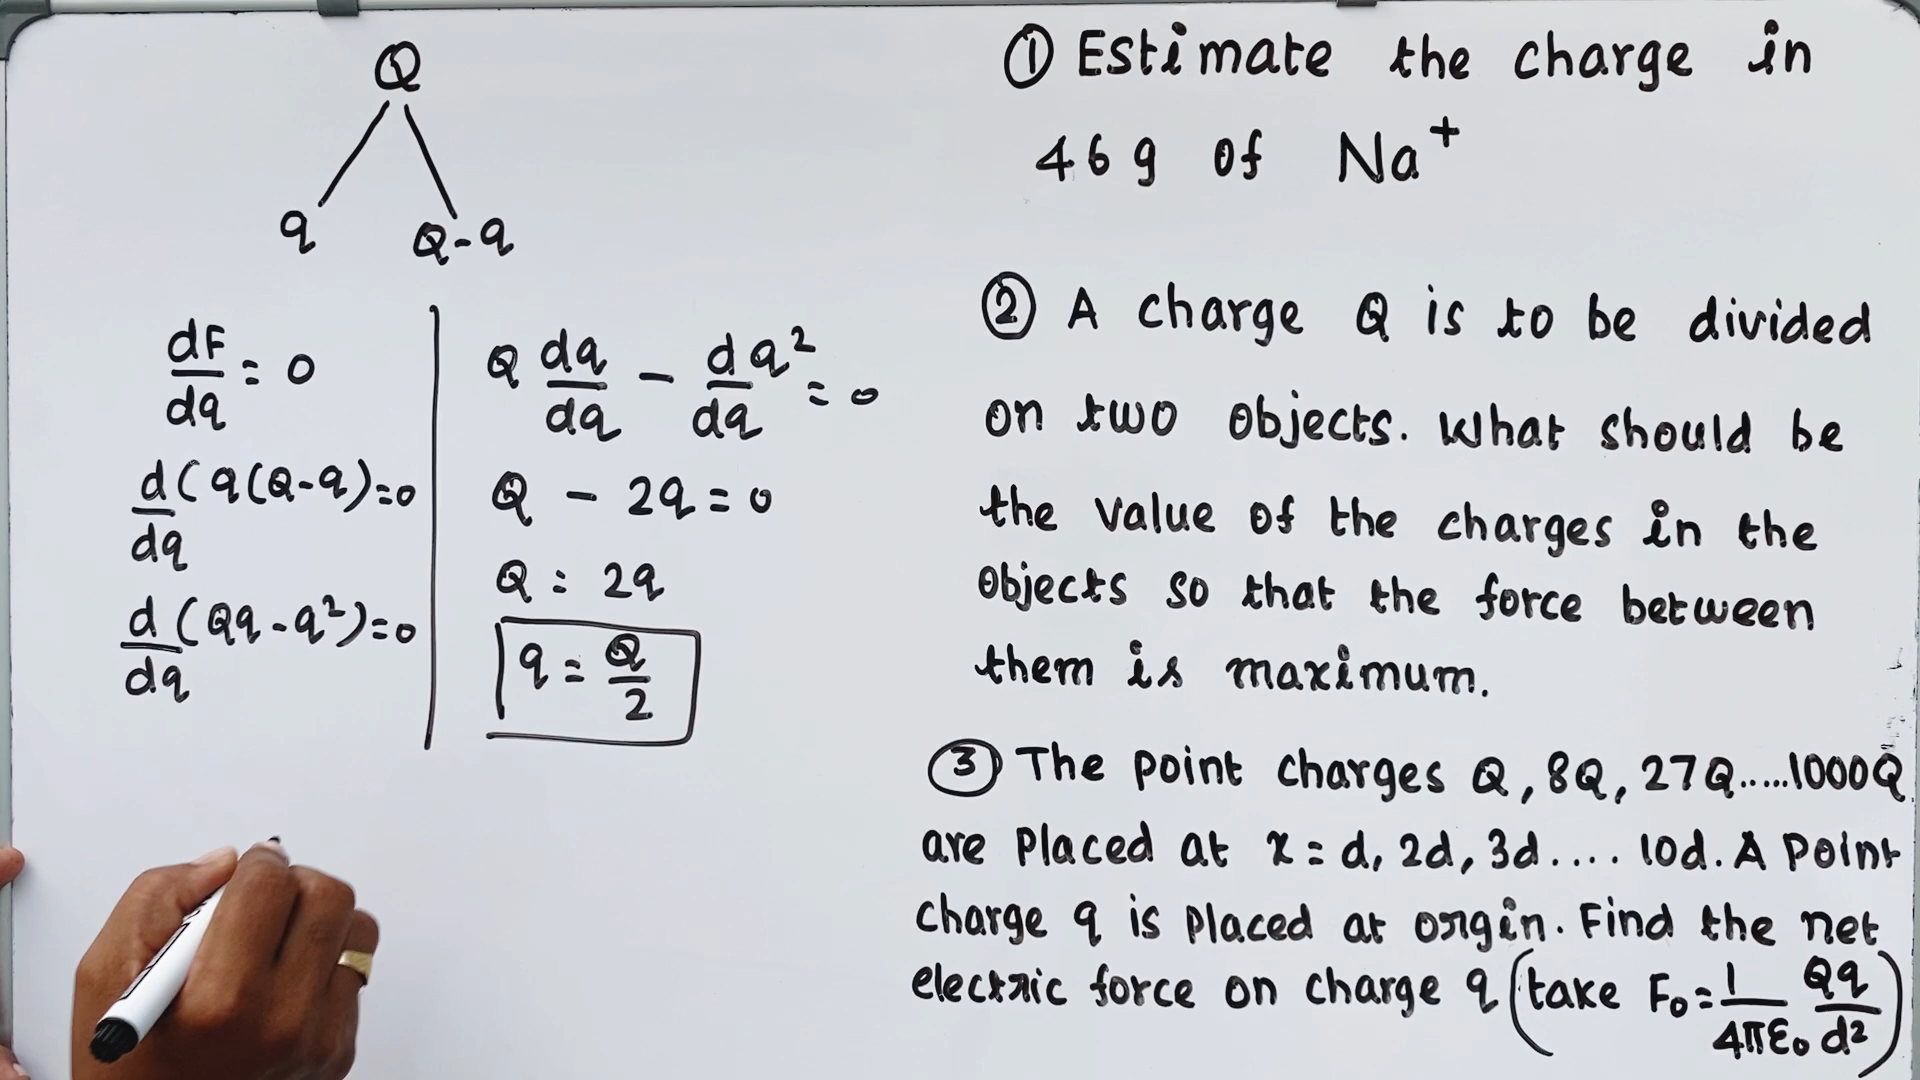 Q
q Q-q
dF/dq = 0
d/dq (q(Q-q)=0
d/dq (Qq-q²)=0
Q dq/dq - dq²/dq = 0
Q - 2q = 0
Q = 2q
q = Q/2
① Estimate the charge in
46g of Na⁺
② A charge Q is to be divided
on two objects. What should be
the value of the charges in the
objects so that the force between
them is maximum.
③ The point charges Q, 8Q, 27Q.....1000Q
are placed at x = d, 2d, 3d.... 10d. A point
charge q is placed at orgin. Find the net
electric force on charge q (take F₀ = 1/4πε₀ Qq/d²)